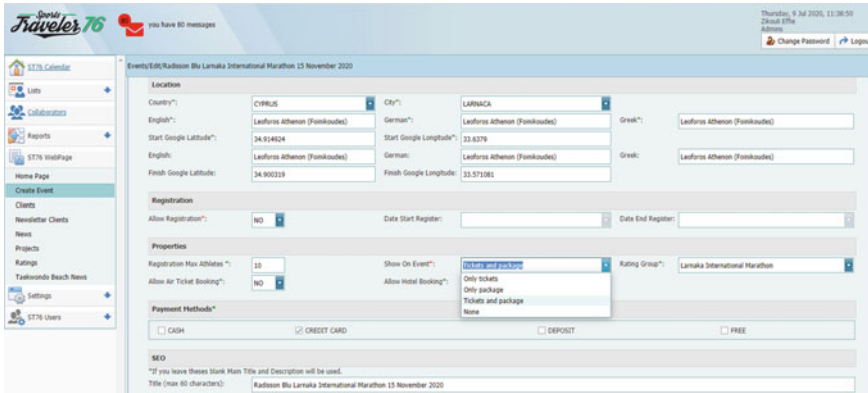 Sports
Traveler 76
you have 80 messages
Thursday, 9 Jul 2020, 11:38:50
Zikouli Effie
Admins
Change Password
Logou
ST76 Calendar
Lists
Collaborators
Reports
ST76 WebPage
Home Page
Create Event
Clients
Newsletter Clients
News
Projects
Ratings
Taekwondo Beach News
Settings
ST76 Users
Events/Edit/Radisson Blu Larnaka International Marathon 15 November 2020
Location
Country*: CYPRUS City*: LARNACA
English*: Leoforos Athenon (Foinikoudes) German*: Leoforos Athenon (Foinikoudes) Greek*: Leoforos Athenon (Foinikoudes)
Start Google Latitude*: 34.914924 Start Google Longitude*: 33.6379
English: Leoforos Athenon (Foinikoudes) German: Leoforos Athenon (Foinikoudes) Greek: Leoforos Athenon (Foinikoudes)
Finish Google Latitude: 34.900319 Finish Google Longtude: 33.571081
Registration
Allow Registration*: NO Date Start Register: Date End Register:
Properties
Registration Max Athletes *: 10 Show On Event*: Tickets and package Rating Group*: Larnaka International Marathon
Allow Air Ticket Booking*: NO Allow Hotel Booking*:
Only tickets
Only package
Tickets and package
None
Payment Methods*
CASH CREDIT CARD DEPOSIT FREE
SEO
*If you leave theses blank Main Title and Description will be used.
Title (max 60 characters): Radisson Blu Larnaka International Marathon 15 November 2020